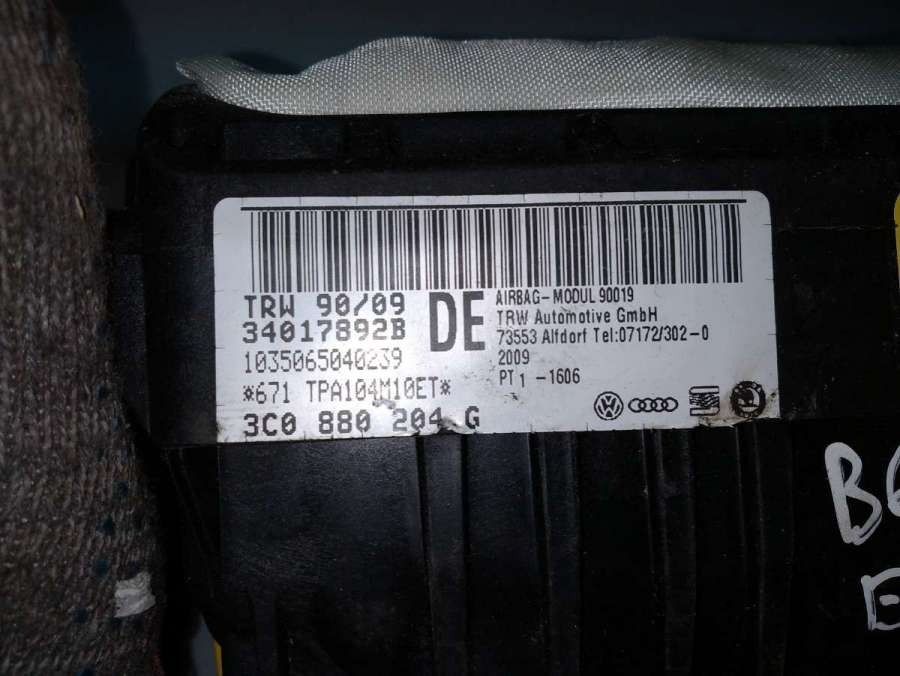 TRW 90/09
34017892B
1035065040239
*671 TPA104M10ET*
3C0 880 204 G
DE
AIRBAG-MODUL 90019
TRW Automotive GmbH
73553 Alfdorf Tel:07172/302-0
2009
PT1 -1606